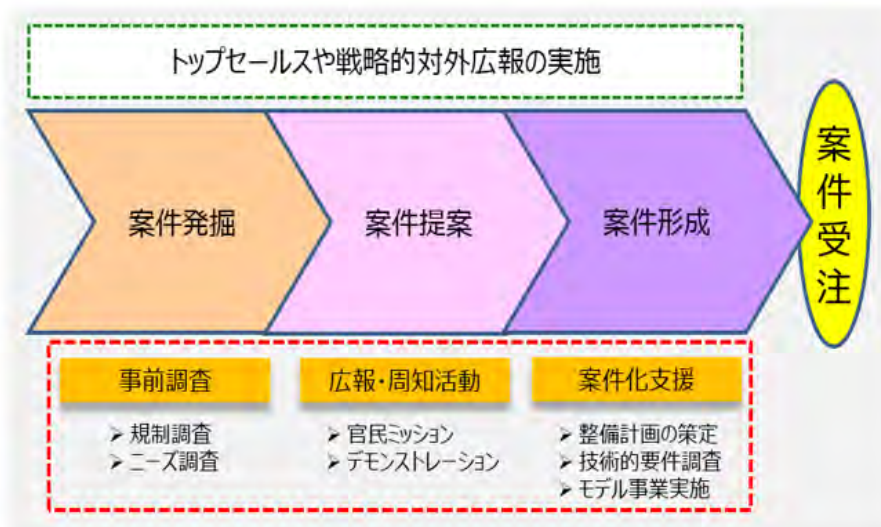 トップセールスや戦略的対外広報の実施
案件発掘
案件提案
案件形成
案件受注
事前調査
➢ 規制調査
➢ ニーズ調査
広報・周知活動
➢ 官民ミッション
➢ デモンストレーション
案件化支援
➢ 整備計画の策定
➢ 技術的要件調査
➢ モデル事業実施